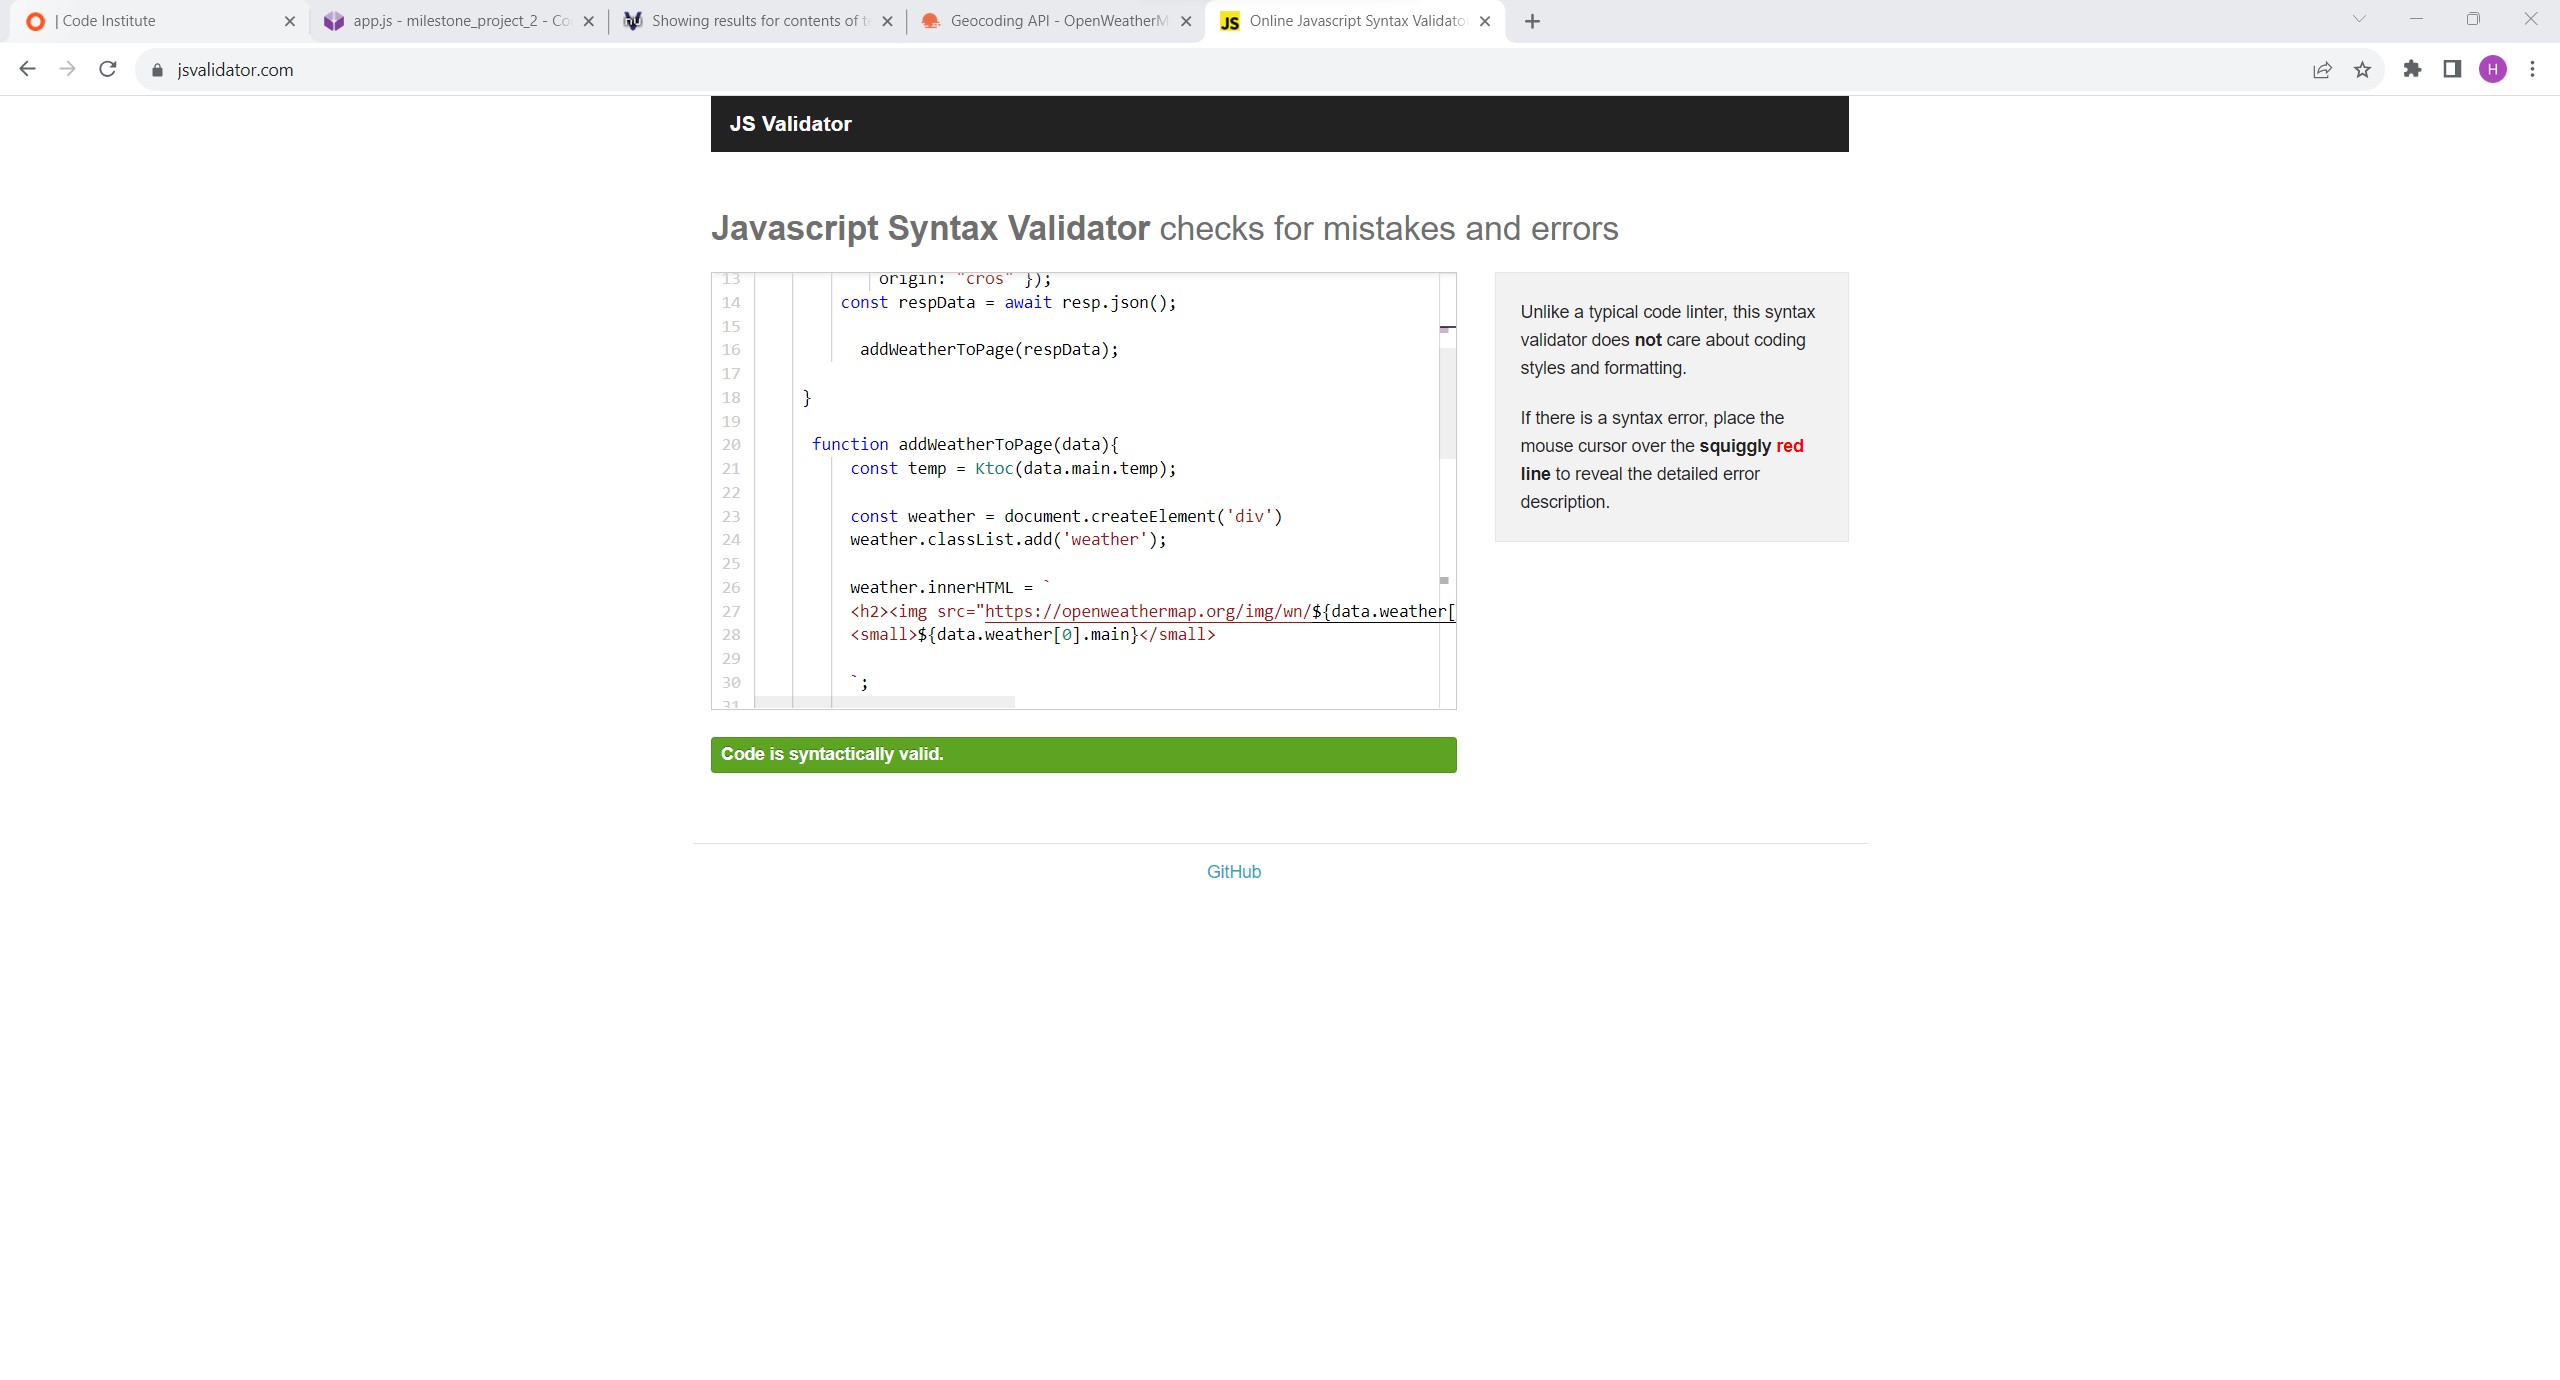 | Code Institute
app.js - milestone_project_2 - Co
Showing results for contents of te
Geocoding API - OpenWeatherM
JS Online Javascript Syntax Validato
jsvalidator.com
H
JS Validator
Javascript Syntax Validator checks for mistakes and errors
13 origin: "cros" });
14 const respData = await resp.json();
15
16 addWeatherToPage(respData);
17
18 }
19
20 function addWeatherToPage(data){
21 const temp = Ktoc(data.main.temp);
22
23 const weather = document.createElement('div')
24 weather.classList.add('weather');
25
26 weather.innerHTML = `
27 <h2><img src="https://openweathermap.org/img/wn/${data.weather[
28 <small>${data.weather[0].main}</small>
29
30 `;
31
Unlike a typical code linter, this syntax
validator does not care about coding
styles and formatting.
If there is a syntax error, place the
mouse cursor over the squiggly red
line to reveal the detailed error
description.
Code is syntactically valid.
GitHub